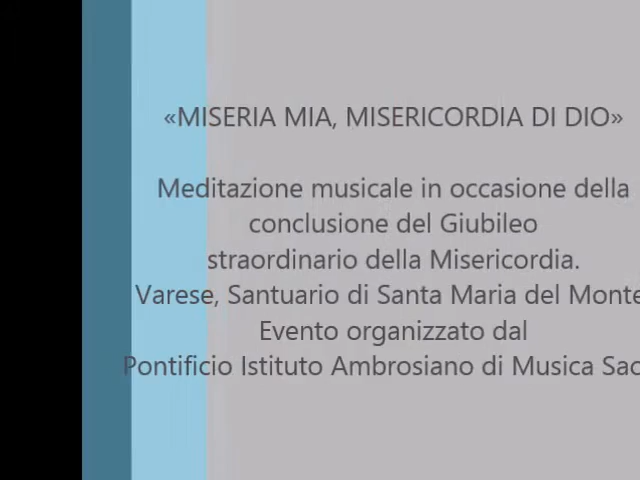 «MISERIA MIA, MISERICORDIA DI DIO»
Meditazione musicale in occasione della
conclusione del Giubileo
straordinario della Misericordia.
Varese, Santuario di Santa Maria del Monte
Evento organizzato dal
Pontificio Istituto Ambrosiano di Musica Sac